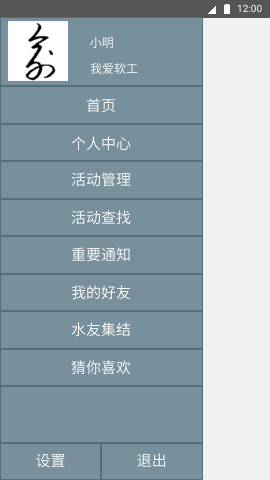 12:00
小明
我爱软工
首页
个人中心
活动管理
活动查找
重要通知
我的好友
水友集结
猜你喜欢
设置
退出